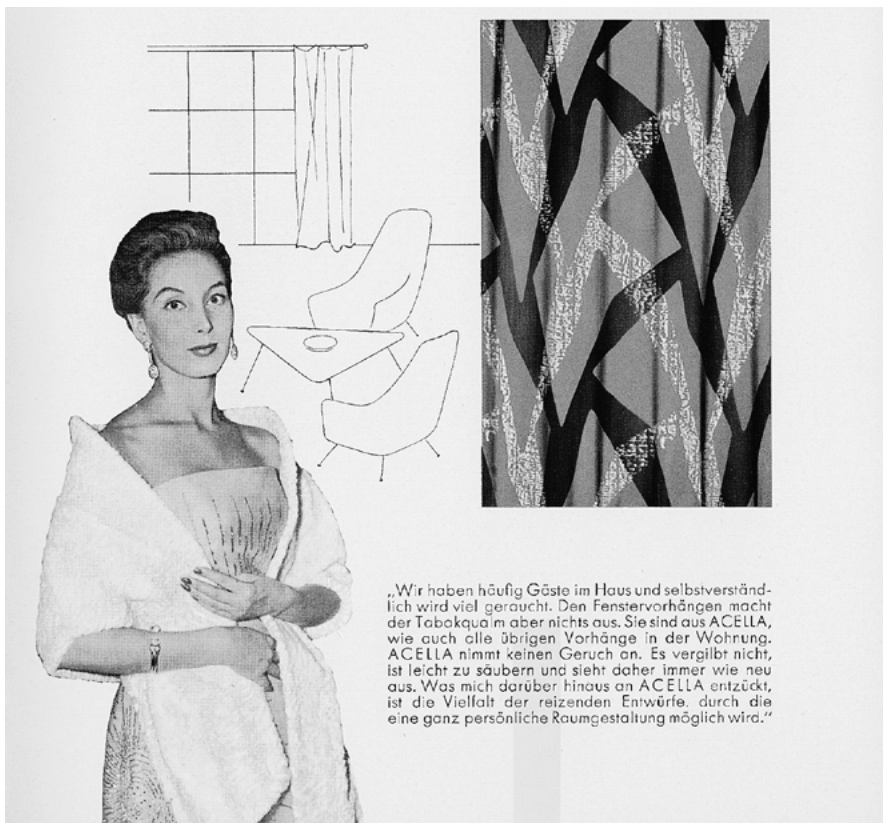 „Wir haben häufig Gäste im Haus und selbstverständ-
lich wird viel geraucht. Den Fenstervorhängen macht
der Tabakqualm aber nichts aus. Sie sind aus ACELLA,
wie auch alle übrigen Vorhänge in der Wohnung.
ACELLA nimmt keinen Geruch an. Es vergilbt nicht,
ist leicht zu säubern und sieht daher immer wie neu
aus. Was mich darüber hinaus an ACELLA entzückt,
ist die Vielfalt der reizenden Entwürfe, durch die
eine ganz persönliche Raumgestaltung möglich wird.“